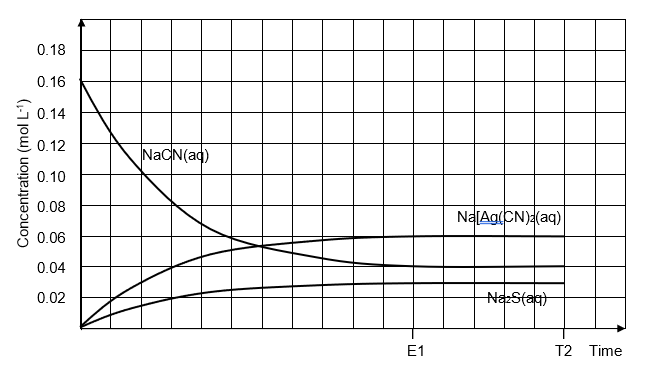 0.18
0.16
0.14
0.12
0.10
0.08
0.06
0.04
0.02
Concentration (mol L⁻¹)
NaCN(aq)
Na[Ag(CN)₂(aq)
Na₂S(aq)
E1
T2
Time